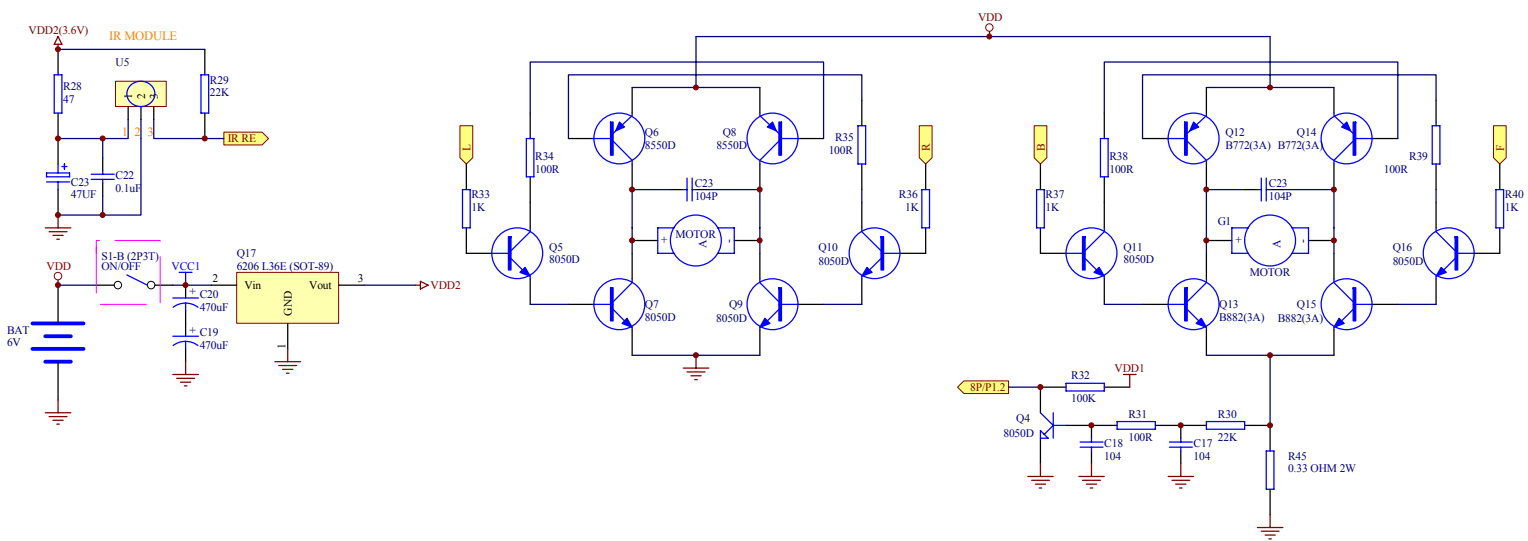 VDD2(3.6V)
IR MODULE
U5
R28
47
R29
22K
1
2
3
1
2
3
IR RE
C23
47UF
C22
0.1uF
+
S1-B (2P3T)
ON/OFF
VDD
VCC1
Q17
6206 L36E (SOT-89)
2
Vin
Vout
3
VDD2
GND
1
+
C20
470uF
+
C19
470uF
BAT
6V
VDD
L
R33
1K
R34
100R
Q5
8050D
Q6
8550D
Q8
8550D
C23
104P
MOTOR
A
+
-
Q7
8050D
Q9
8050D
R35
100R
R
R36
1K
Q10
8050D
B
R37
1K
R38
100R
Q11
8050D
Q12
B772(3A)
Q14
B772(3A)
C23
104P
G1
+
A
-
MOTOR
Q13
B882(3A)
Q15
B882(3A)
R39
100R
F
R40
1K
Q16
8050D
8P/P1.2
R32
100K
VDD1
Q4
8050D
R31
100R
R30
22K
C18
104
C17
104
R45
0.33 OHM 2W